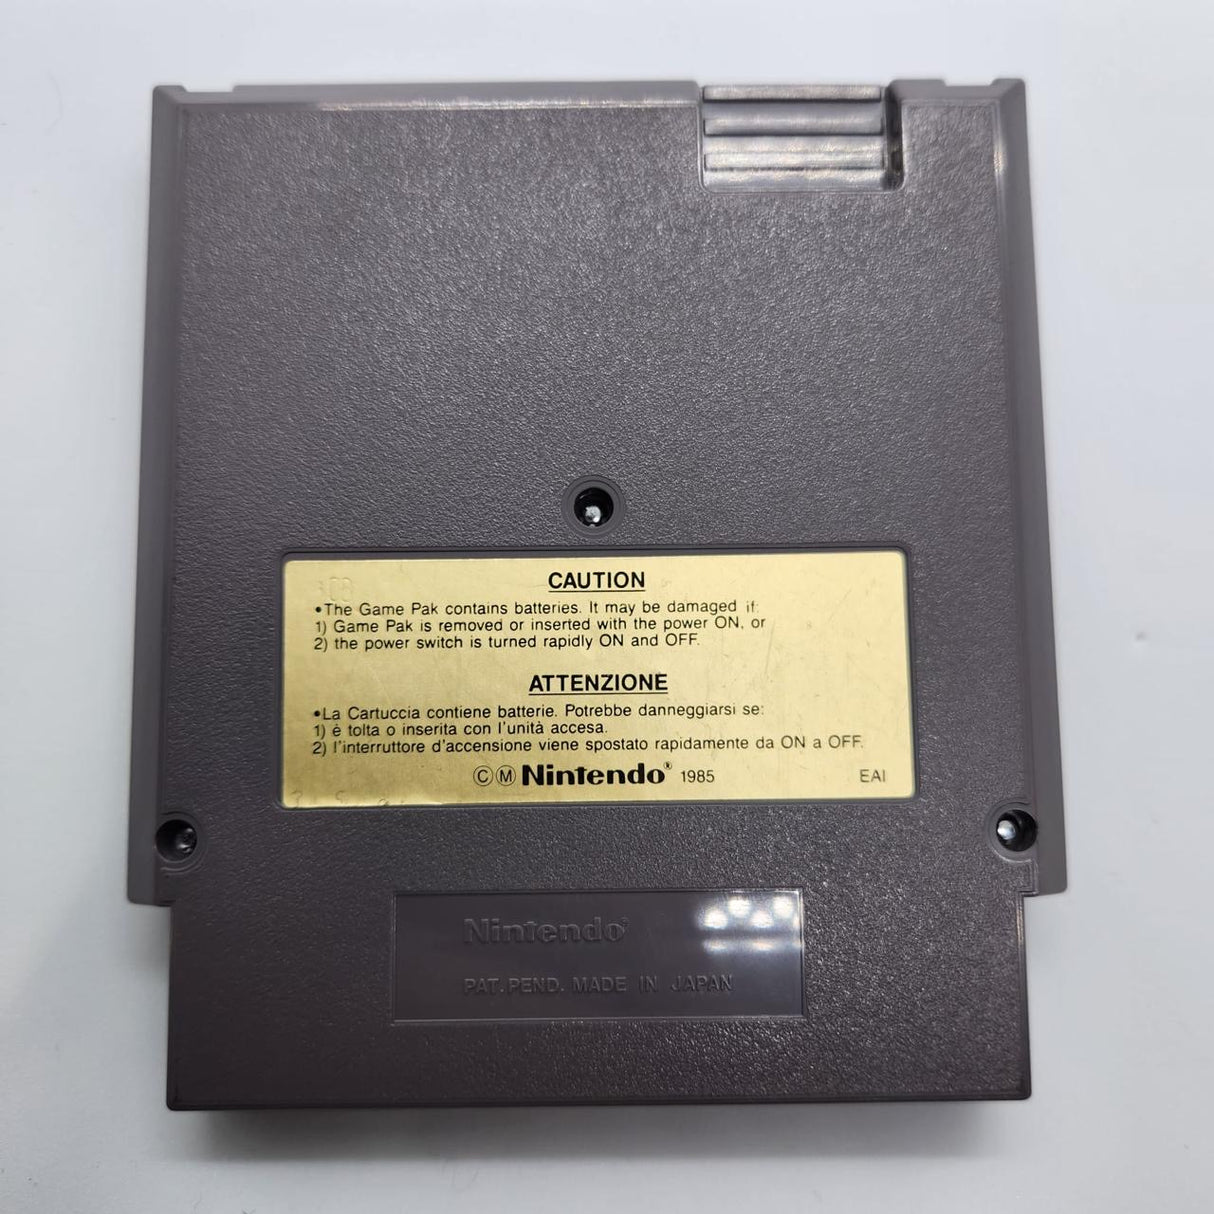 CAUTION
•The Game Pak contains batteries. It may be damaged if:
1) Game Pak is removed or inserted with the power ON, or
2) the power switch is turned rapidly ON and OFF.
ATTENZIONE
•La Cartuccia contiene batterie. Potrebbe danneggiarsi se:
1) è tolta o inserita con l'unità accesa.
2) l'interruttore d'accensione viene spostato rapidamente da ON a OFF.
ⒸⓂ Nintendo® 1985 EAI
Nintendo®
PAT. PEND. MADE IN JAPAN